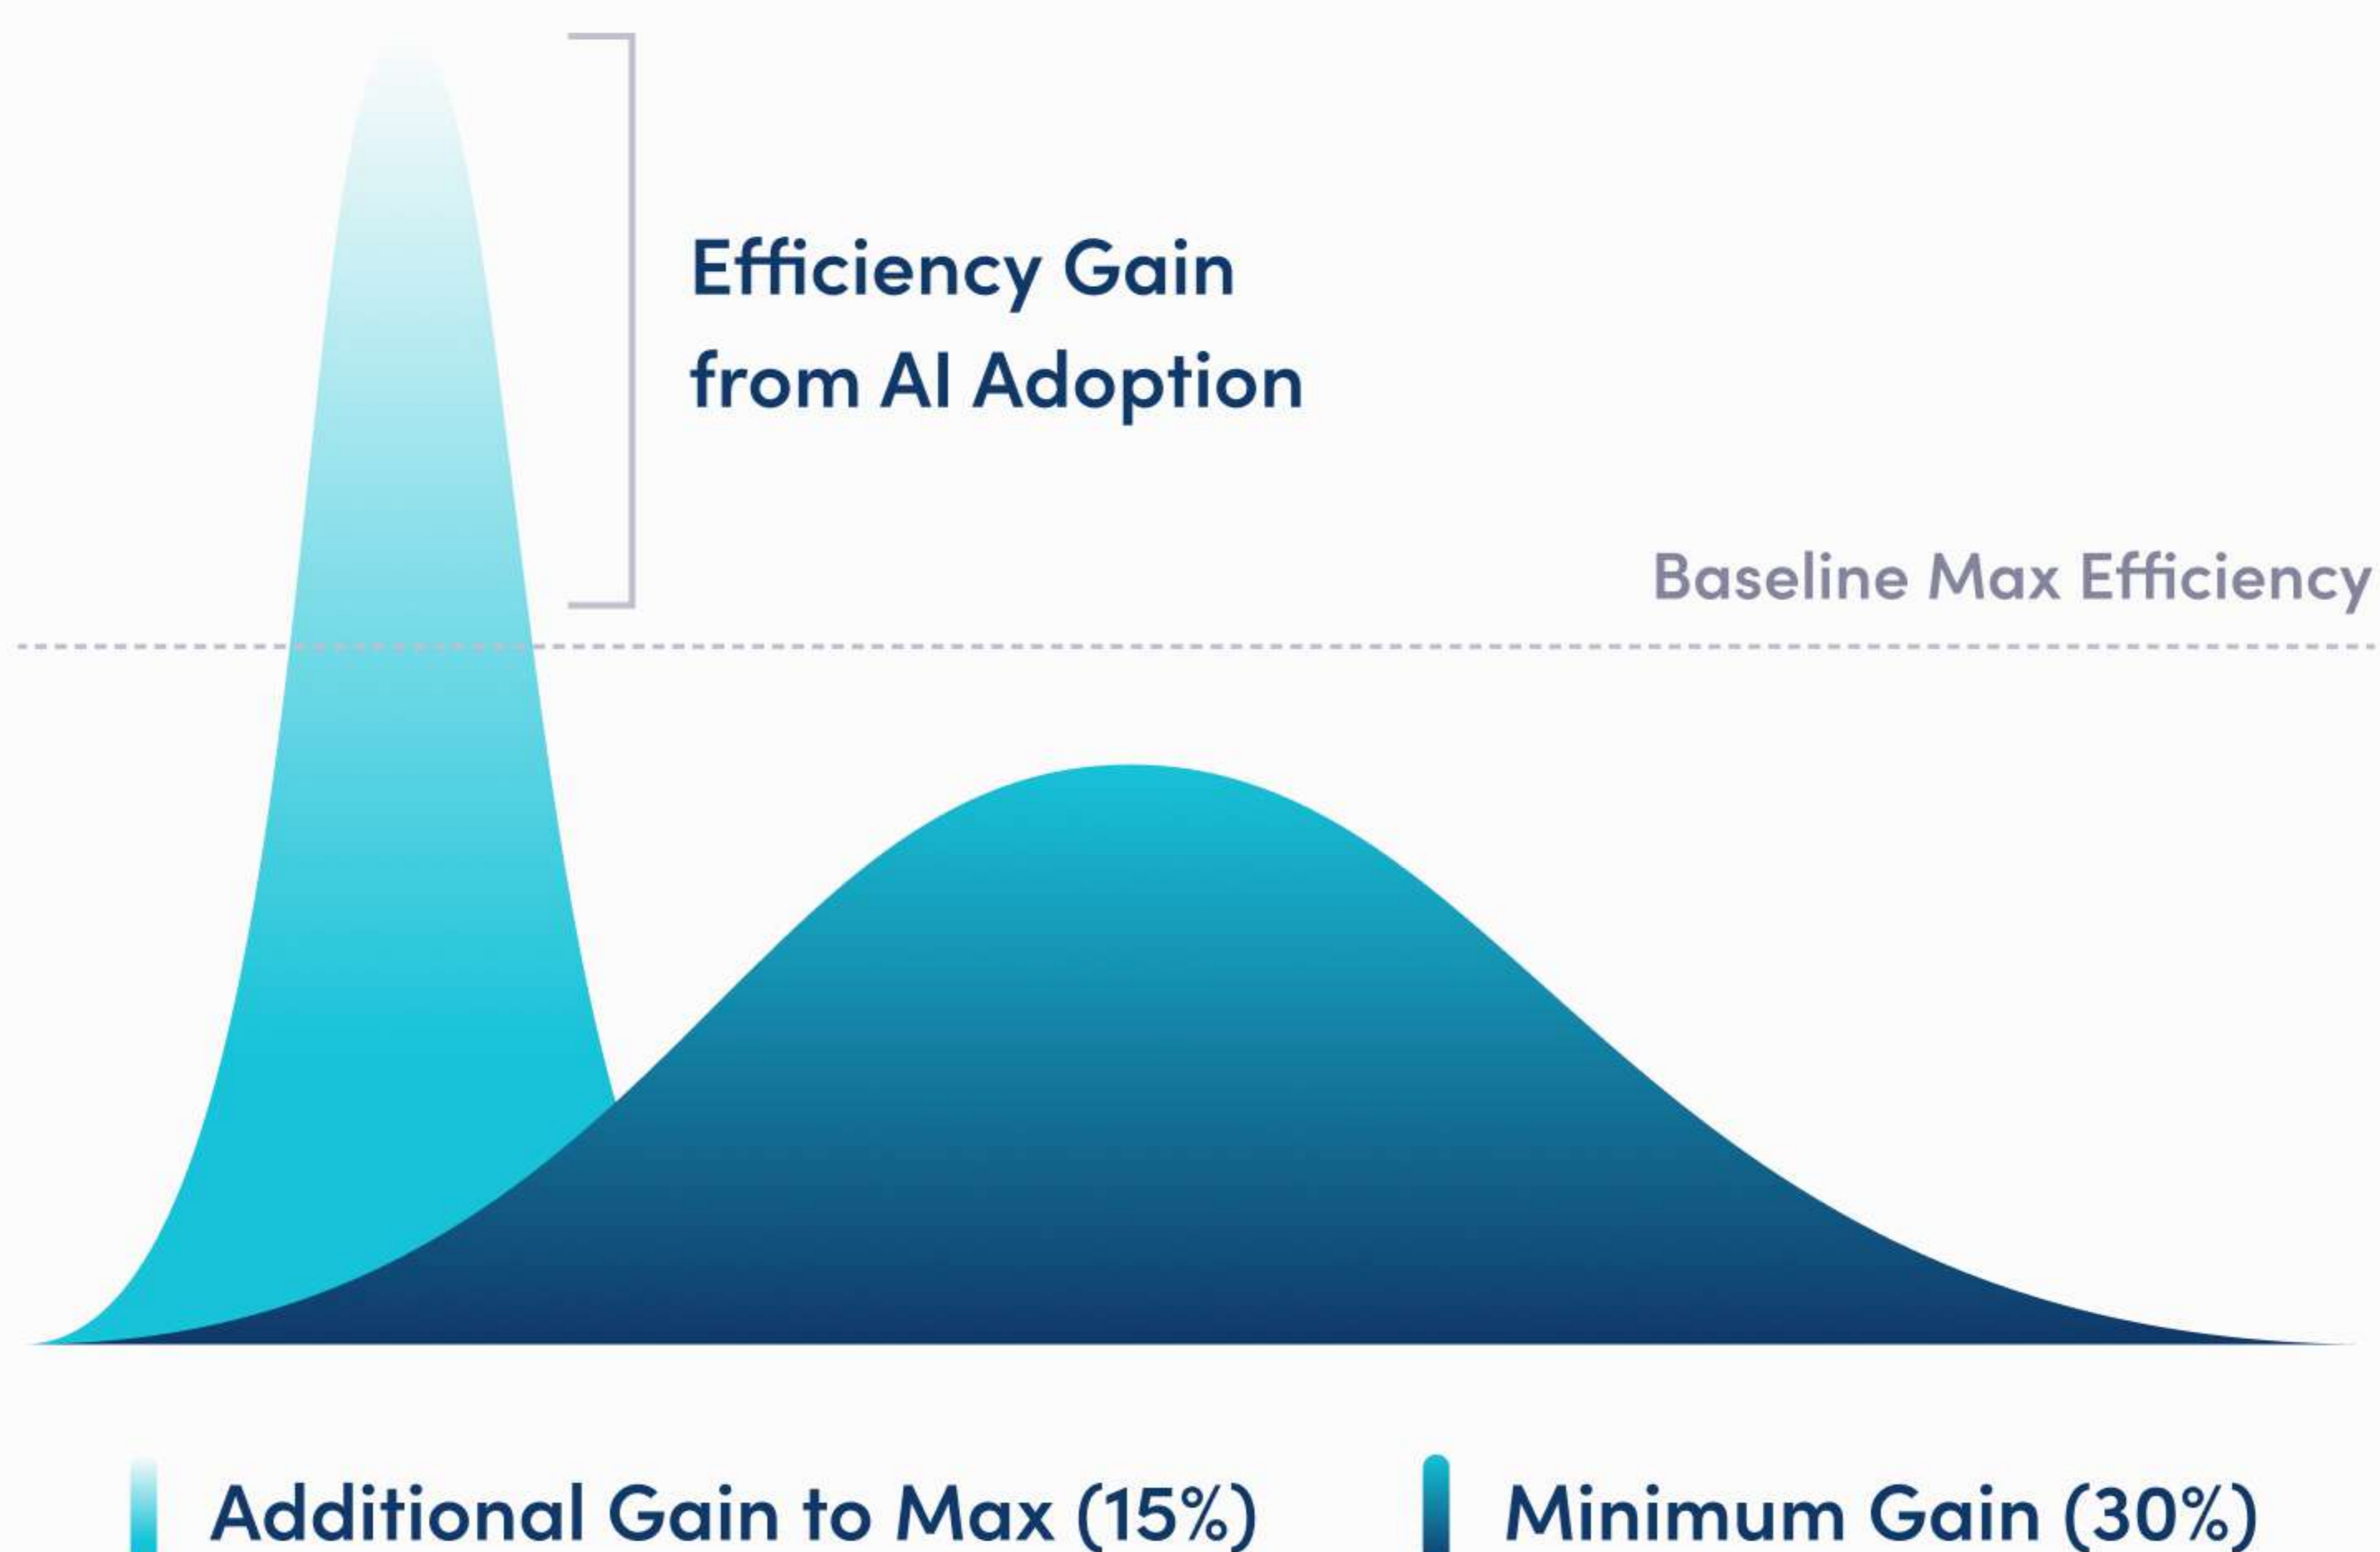 Efficiency Gain
from AI Adoption
Baseline Max Efficiency
Additional Gain to Max (15%)
Minimum Gain (30%)